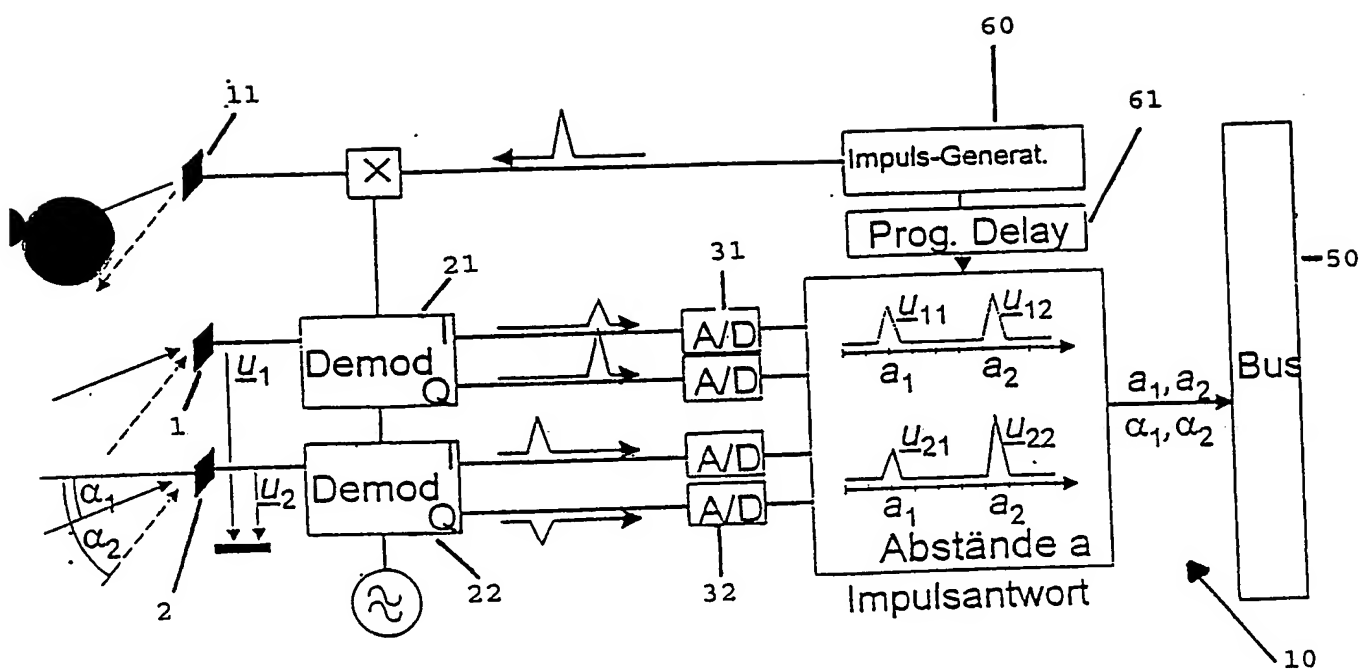 60
11
61
Impuls-Generat.
×
Prog. Delay
50
21
31
u11 u12
I
A/D
Demod
a1 a2
Bus
u1
Q
A/D
a1, a2
1
α1, α2
u21 u22
I
A/D
α1
u2
Demod
a1 a2
α2
Q
A/D
Abstände a
2
22
32
Impulsantwort
10